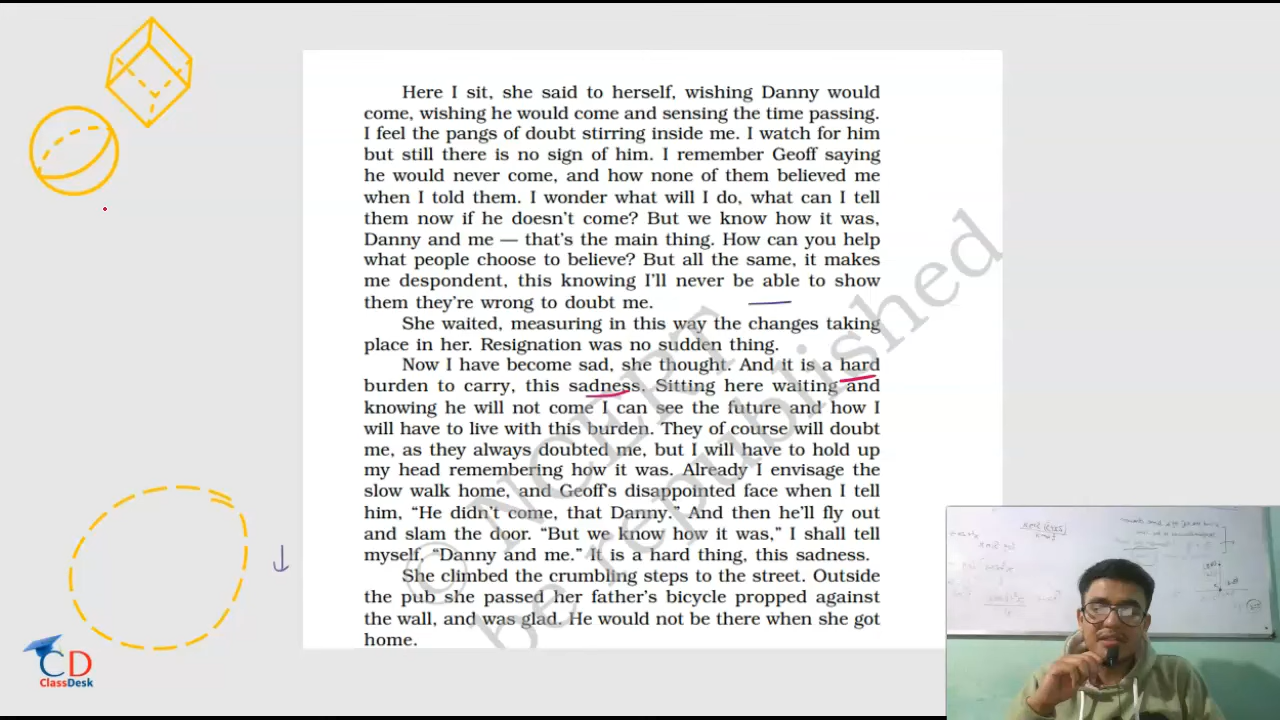 Here I sit, she said to herself, wishing Danny would
come, wishing he would come and sensing the time passing.
I feel the pangs of doubt stirring inside me. I watch for him
but still there is no sign of him. I remember Geoff saying
he would never come, and how none of them believed me
when I told them. I wonder what will I do, what can I tell
them now if he doesn't come? But we know how it was,
Danny and me — that's the main thing. How can you help
what people choose to believe? But all the same, it makes
me despondent, this knowing I'll never be able to show
them they're wrong to doubt me.
She waited, measuring in this way the changes taking
place in her. Resignation was no sudden thing.
Now I have become sad, she thought. And it is a hard
burden to carry, this sadness. Sitting here waiting and
knowing he will not come I can see the future and how I
will have to live with this burden. They of course will doubt
me, as they always doubted me, but I will have to hold up
my head remembering how it was. Already I envisage the
slow walk home, and Geoff's disappointed face when I tell
him, “He didn't come, that Danny.” And then he'll fly out
and slam the door. “But we know how it was,” I shall tell
myself, “Danny and me.” It is a hard thing, this sadness.
She climbed the crumbling steps to the street. Outside
the pub she passed her father's bicycle propped against
the wall, and was glad. He would not be there when she got
home.
© NCERT
be republished
CD
ClassDesk